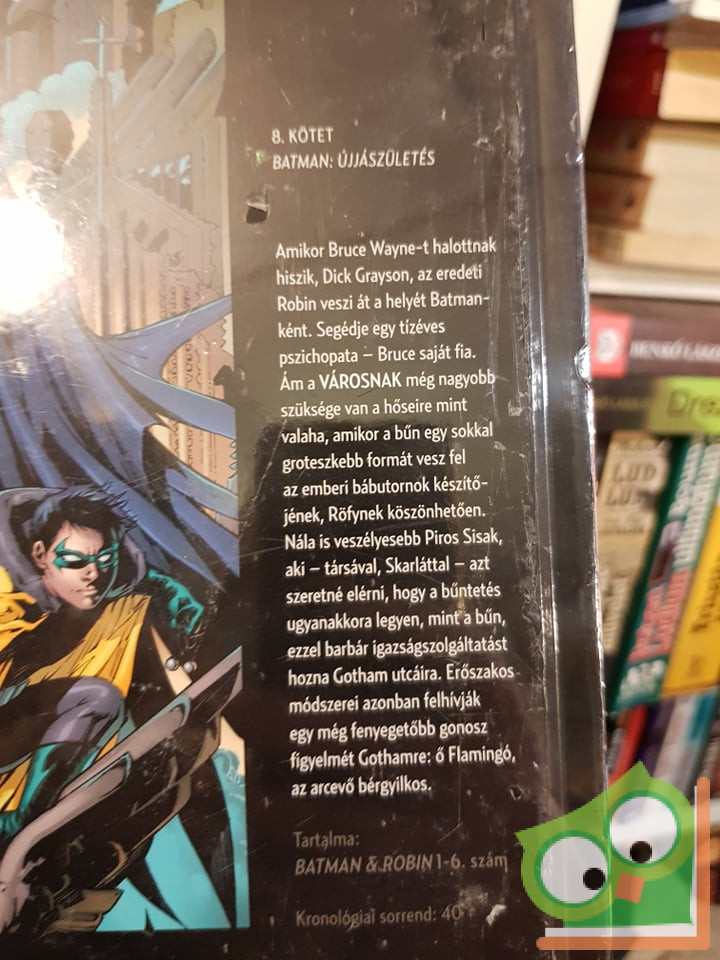 8. KÖTET
BATMAN: ÚJJÁSZÜLETÉS
Amikor Bruce Wayne-t halottnak
hiszik, Dick Grayson, az eredeti
Robin veszi át a helyét Batman-
ként. Segédje egy tízéves
pszichopata – Bruce saját fia.
Ám a VÁROSNAK még nagyobb
szüksége van a hőseire mint
valaha, amikor a bűn egy sokkal
groteszkebb formát vesz fel
az emberi bábutornok készítő-
jének, Röfynek köszönhetően.
Nála is veszélyesebb Piros Sisak,
aki – társával, Skarláttal – azt
szeretné elérni, hogy a bűntetés
ugyanakkora legyen, mint a bűn,
ezzel barbár igazságszolgáltatást
hozna Gotham utcáira. Erőszakos
módszerei azonban felhívják
egy még fenyegetőbb gonosz
figyelmét Gothamre: ő Flamingó,
az arcevő bérgyilkos.
Tartalma:
BATMAN & ROBIN 1-6. szám
Kronológiai sorrend: 40
LUD